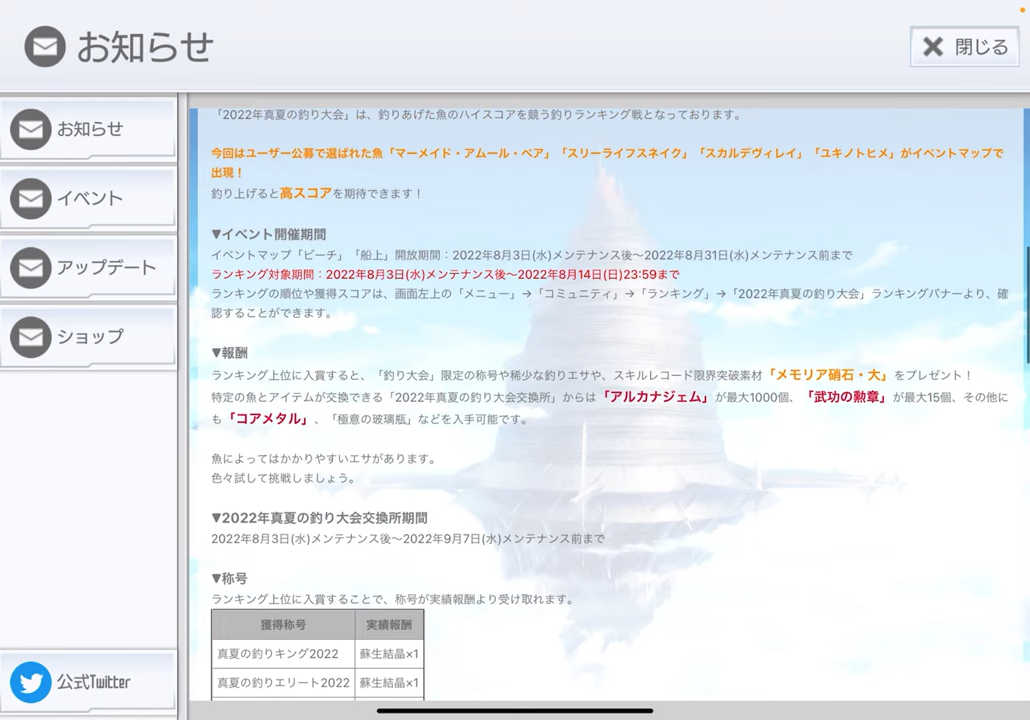 お知らせ
閉じる
お知らせ
イベント
アップデート
ショップ
公式Twitter
「2022年真夏の釣り大会」は、釣りあげた魚のハイスコアを競う釣りランキング戦となっております。
今回はユーザー公募で選ばれた魚「マーメイド・アムール・ベア」「スリーライフスネイク」「スカルデヴィレイ」「ユキノトヒメ」がイベントマップで
出現！
釣り上げると高スコアを期待できます！
▼イベント開催期間
イベントマップ「ビーチ」「船上」開放期間：2022年8月3日(水)メンテナンス後～2022年8月31日(水)メンテナンス前まで
ランキング対象期間：2022年8月3日(水)メンテナンス後～2022年8月14日(日)23:59まで
ランキングの順位や獲得スコアは、画面左上の「メニュー」→「コミュニティ」→「ランキング」→「2022年真夏の釣り大会」ランキングバナーより、確
認することができます。
▼報酬
ランキング上位に入賞すると、「釣り大会」限定の称号や稀少な釣りエサや、スキルレコード限界突破素材「メモリア硝石・大」をプレゼント！
特定の魚とアイテムが交換できる「2022年真夏の釣り大会交換所」からは「アルカナジェム」が最大1000個、「武功の勲章」が最大15個、その他に
も「コアメタル」、「極意の玻璃瓶」などを入手可能です。
魚によってはかかりやすいエサがあります。
色々試して挑戦しましょう。
▼2022年真夏の釣り大会交換所期間
2022年8月3日(水)メンテナンス後～2022年9月7日(水)メンテナンス前まで
▼称号
ランキング上位に入賞することで、称号が実績報酬より受け取れます。
獲得称号 実績報酬
真夏の釣りキング2022 蘇生結晶×1
真夏の釣りエリート2022 蘇生結晶×1